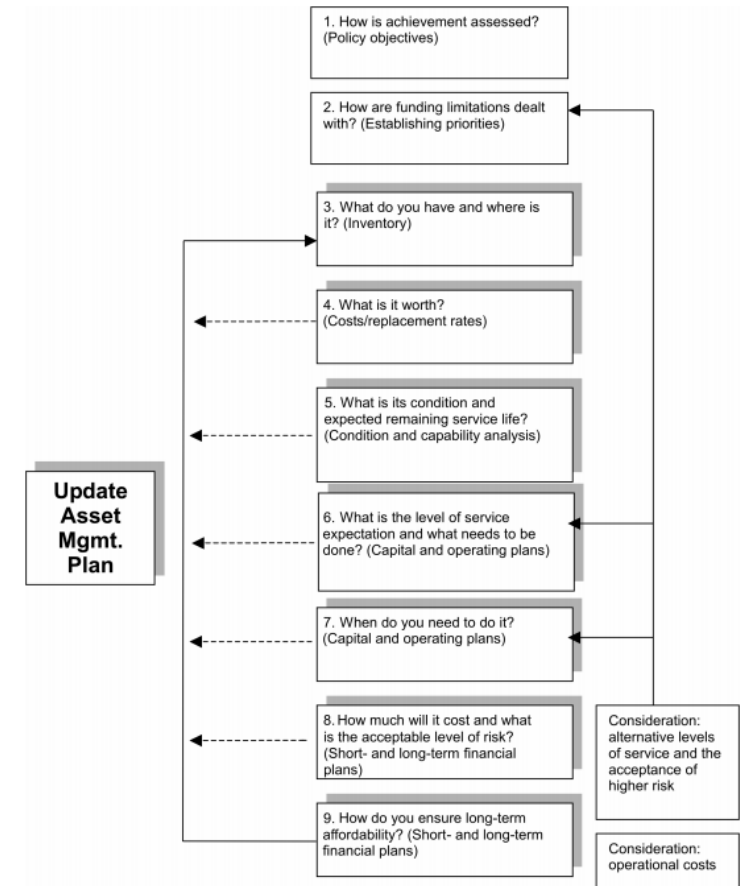 1. How is achievement assessed?
(Policy objectives)
2. How are funding limitations dealt
with? (Establishing priorities)
3. What do you have and where is
it? (Inventory)
4. What is it worth?
(Costs/replacement rates)
5. What is its condition and
expected remaining service life?
(Condition and capability analysis)
Update
Asset
Mgmt.
Plan
6. What is the level of service
expectation and what needs to be
done? (Capital and operating plans)
7. When do you need to do it?
(Capital and operating plans)
8. How much will it cost and what
is the acceptable level of risk?
(Short- and long-term financial
plans)
Consideration:
alternative levels
of service and the
acceptance of
higher risk
9. How do you ensure long-term
affordability? (Short- and long-term
financial plans)
Consideration:
operational costs